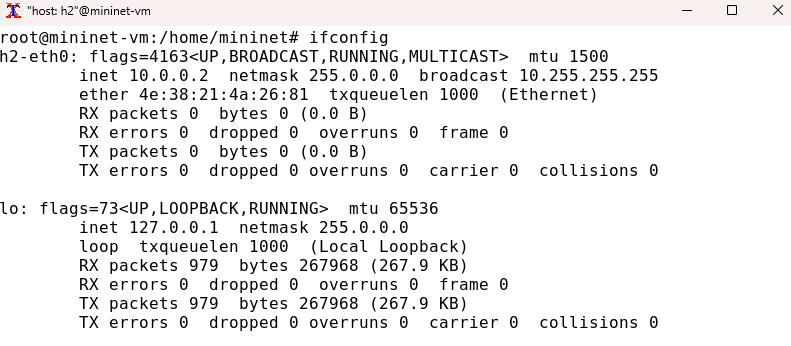 "host: h2"@mininet-vm
root@mininet-vm:/home/mininet# ifconfig
h2-eth0: flags=4163<UP,BROADCAST,RUNNING,MULTICAST>  mtu 1500
        inet 10.0.0.2  netmask 255.0.0.0  broadcast 10.255.255.255
        ether 4e:38:21:4a:26:81  txqueuelen 1000  (Ethernet)
        RX packets 0  bytes 0 (0.0 B)
        RX errors 0  dropped 0  overruns 0  frame 0
        TX packets 0  bytes 0 (0.0 B)
        TX errors 0  dropped 0 overruns 0  carrier 0  collisions 0

lo: flags=73<UP,LOOPBACK,RUNNING>  mtu 65536
        inet 127.0.0.1  netmask 255.0.0.0
        loop  txqueuelen 1000  (Local Loopback)
        RX packets 979  bytes 267968 (267.9 KB)
        RX errors 0  dropped 0  overruns 0  frame 0
        TX packets 979  bytes 267968 (267.9 KB)
        TX errors 0  dropped 0 overruns 0  carrier 0  collisions 0